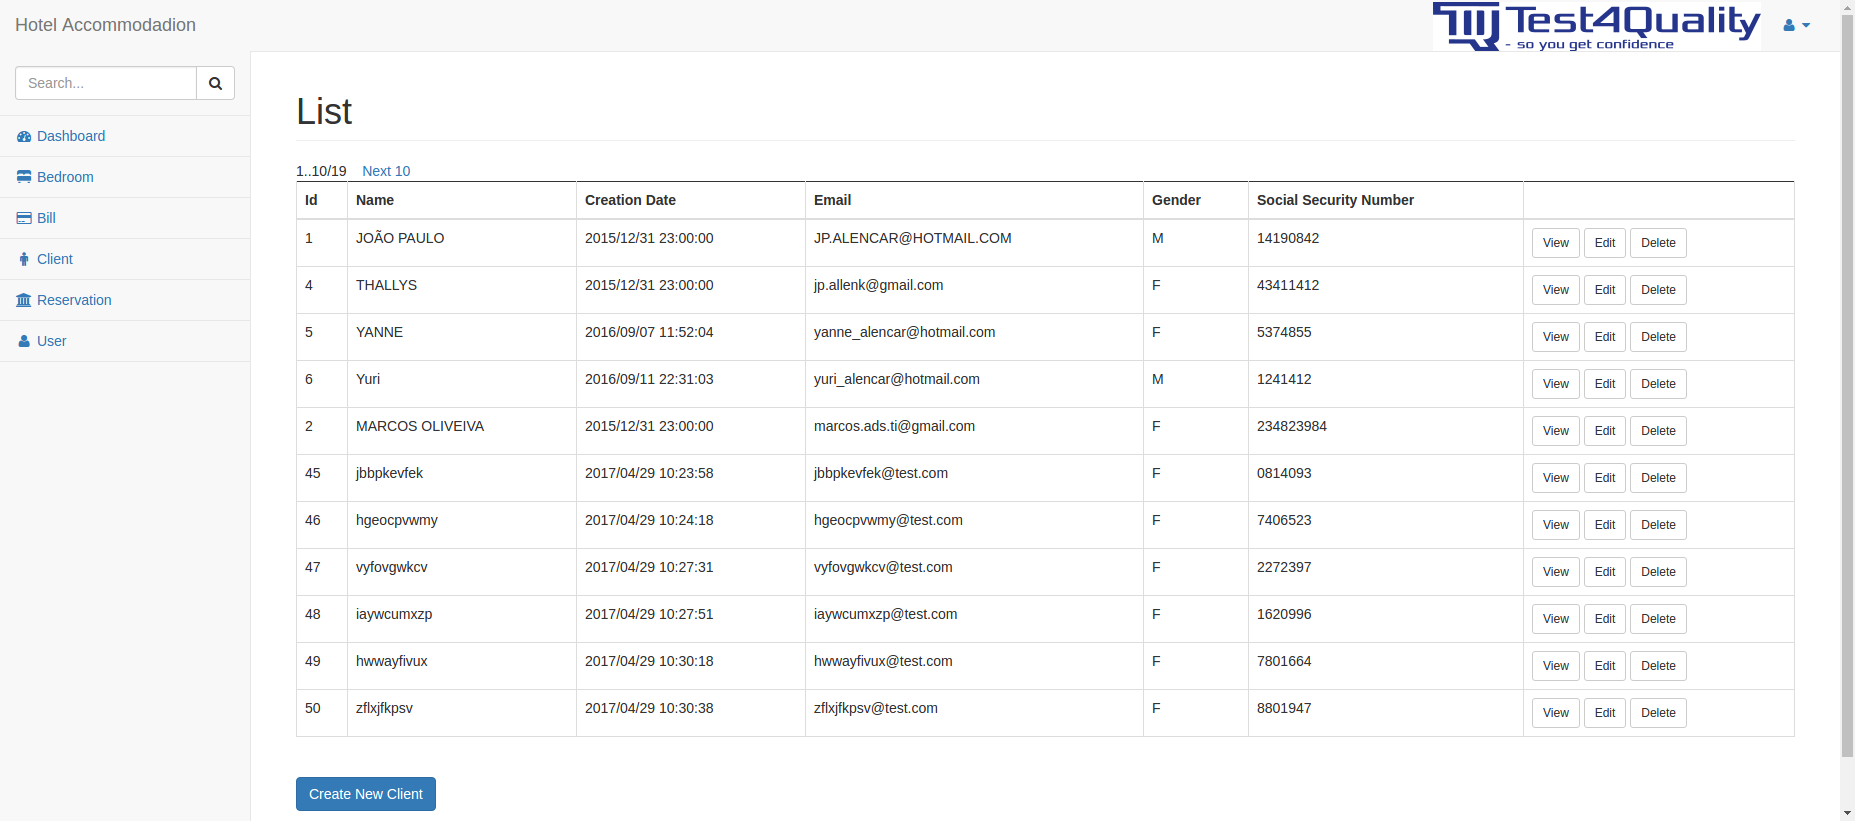 Hotel Accommodadion
Test4Quality
- so you get confidence
Search...
Dashboard
Bedroom
Bill
Client
Reservation
User
List
1..10/19 Next 10
Id Name Creation Date Email Gender Social Security Number
1 JOÃO PAULO 2015/12/31 23:00:00 JP.ALENCAR@HOTMAIL.COM M 14190842 View Edit Delete
4 THALLYS 2015/12/31 23:00:00 jp.allenk@gmail.com F 43411412 View Edit Delete
5 YANNE 2016/09/07 11:52:04 yanne_alencar@hotmail.com F 5374855 View Edit Delete
6 Yuri 2016/09/11 22:31:03 yuri_alencar@hotmail.com M 1241412 View Edit Delete
2 MARCOS OLIVEIVA 2015/12/31 23:00:00 marcos.ads.ti@gmail.com F 234823984 View Edit Delete
45 jbbpkevfek 2017/04/29 10:23:58 jbbpkevfek@test.com F 0814093 View Edit Delete
46 hgeocpvwmy 2017/04/29 10:24:18 hgeocpvwmy@test.com F 7406523 View Edit Delete
47 vyfovgwkcv 2017/04/29 10:27:31 vyfovgwkcv@test.com F 2272397 View Edit Delete
48 iaywcumxzp 2017/04/29 10:27:51 iaywcumxzp@test.com F 1620996 View Edit Delete
49 hwwayfivux 2017/04/29 10:30:18 hwwayfivux@test.com F 7801664 View Edit Delete
50 zflxjfkpsv 2017/04/29 10:30:38 zflxjfkpsv@test.com F 8801947 View Edit Delete
Create New Client